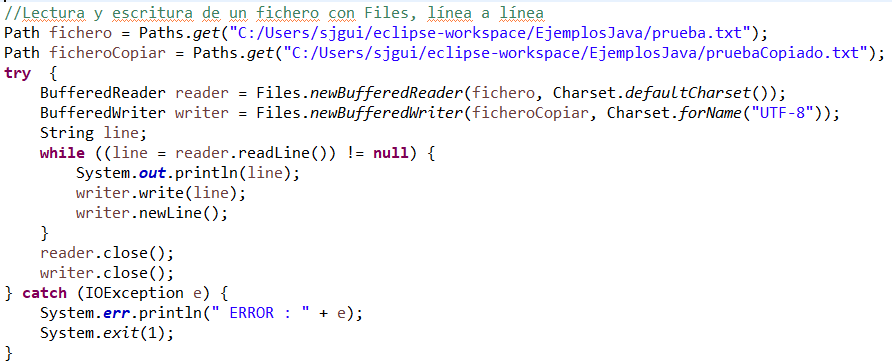 //Lectura y escritura de un fichero con Files, línea a línea
Path fichero = Paths.get("C:/Users/sjgui/eclipse-workspace/EjemplosJava/prueba.txt");
Path ficheroCopiar = Paths.get("C:/Users/sjgui/eclipse-workspace/EjemplosJava/pruebaCopiado.txt");
try  {
    BufferedReader reader = Files.newBufferedReader(fichero, Charset.defaultCharset());
    BufferedWriter writer = Files.newBufferedWriter(ficheroCopiar, Charset.forName("UTF-8"));
    String line;
    while ((line = reader.readLine()) != null) {
        System.out.println(line);
        writer.write(line);
        writer.newLine();
    }
    reader.close();
    writer.close();
} catch (IOException e) {
    System.err.println(" ERROR : " + e);
    System.exit(1);
}